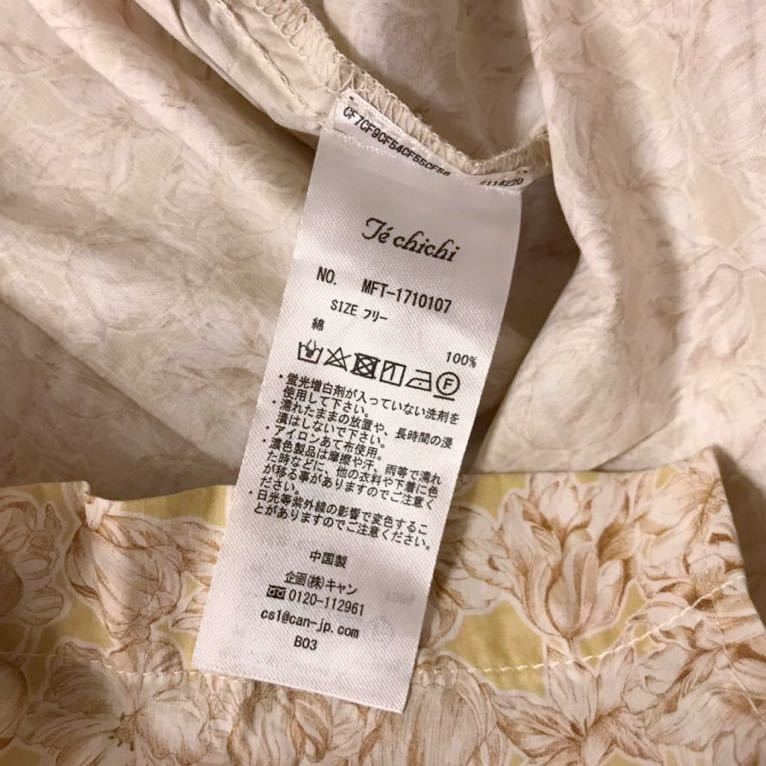 CF7CF9CF54CF55CF56
Té chichi
NO. MFT-1710107
SIZE フリー
綿 100%
F
・蛍光増白剤が入っていない洗剤を
使用して下さい。
・濡れたままの放置や、長時間の浸
漬はしないで下さい。
・アイロンあて布使用。
・濃色製品は摩擦や汗、雨等で濡れ
た時などに、他の衣料や下着に色
が移る事がありますのでご注意く
ださい。
・日光等紫外線の影響で変色するこ
とがありますのでご注意ください。
中国製
企画(株)キャン
0120-112961
cs1@can-jp.com
B03